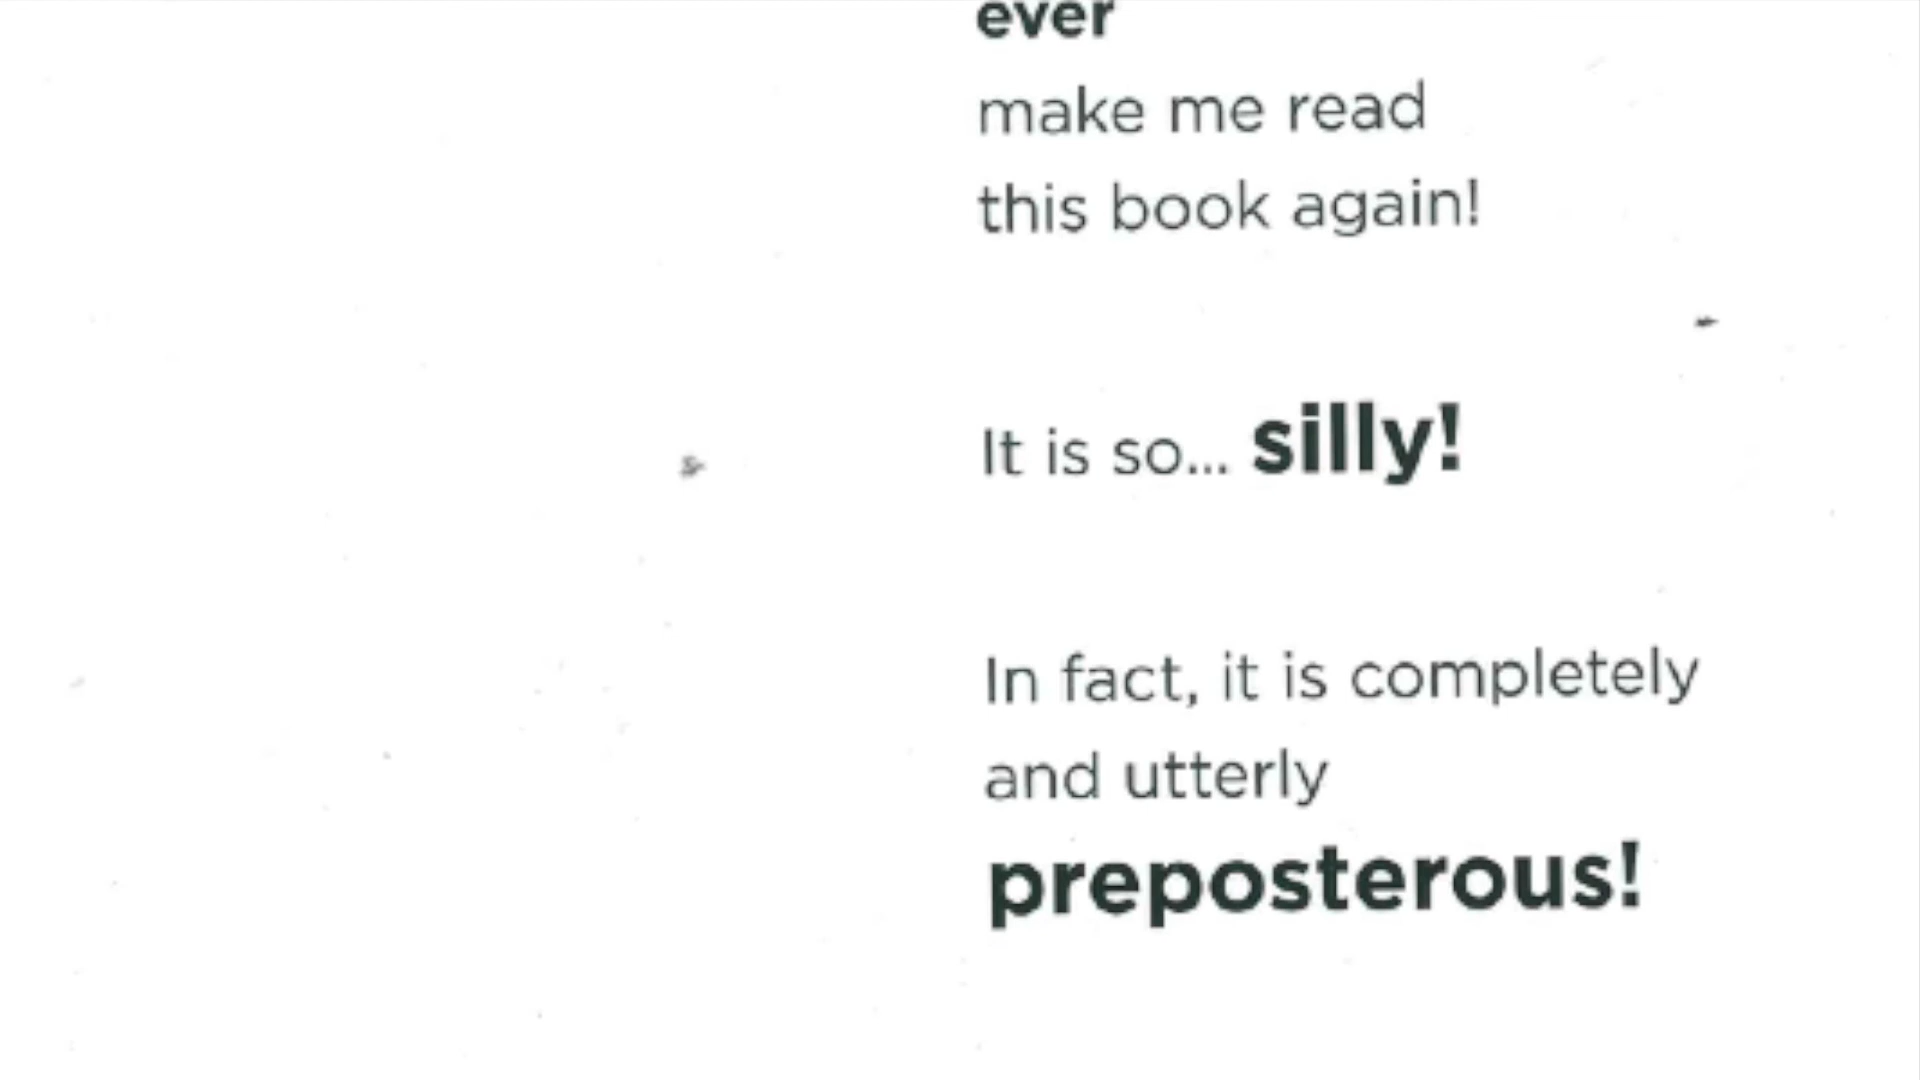 ever
make me read
this book again!
It is so... silly!
In fact, it is completely
and utterly
preposterous!